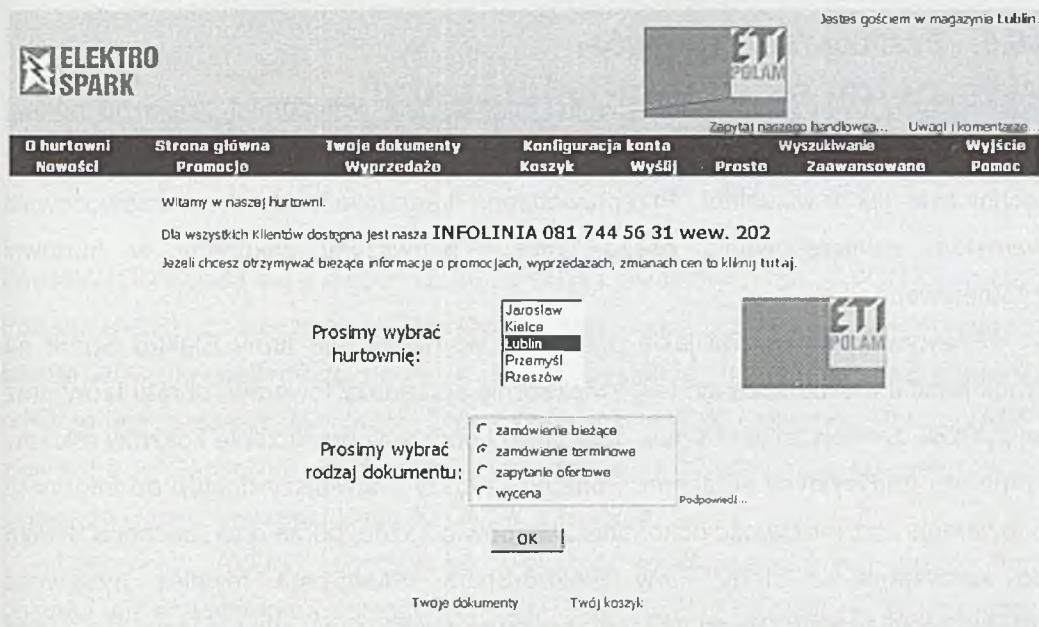 Jestes gościem w magazynie Lublin.
ELEKTRO
SPARK
ETI
POLAM
Zapytaj naszego handlowca... Uwagi i komentarze...
O hurtowni Strona główna Twoje dokumenty Konfiguracja konta Wyszukiwanie Wyjście
Nowości Promocje Wyprzedaże Koszyk Wyślij Proste Zaawansowane Pomoc
Witamy w naszej hurtowni.
Dla wszystkich Klientów dostępna jest nasza INFOLINIA 081 744 56 31 wew. 202
Jeżeli chcesz otrzymywać bieżące informacje o promocjach, wyprzedażach, zmianach cen to kliknij tutaj.
Prosimy wybrać
hurtownię:
Jarosław
Kielce
Lublin
Przemyśl
Rzeszów
ETI
POLAM
Prosimy wybrać
rodzaj dokumentu:
zamówienie bieżące
zamówienie terminowe
zapytanie ofertowe
wycena
Podpowiedź...
OK
Twoje dokumenty Twój koszyk